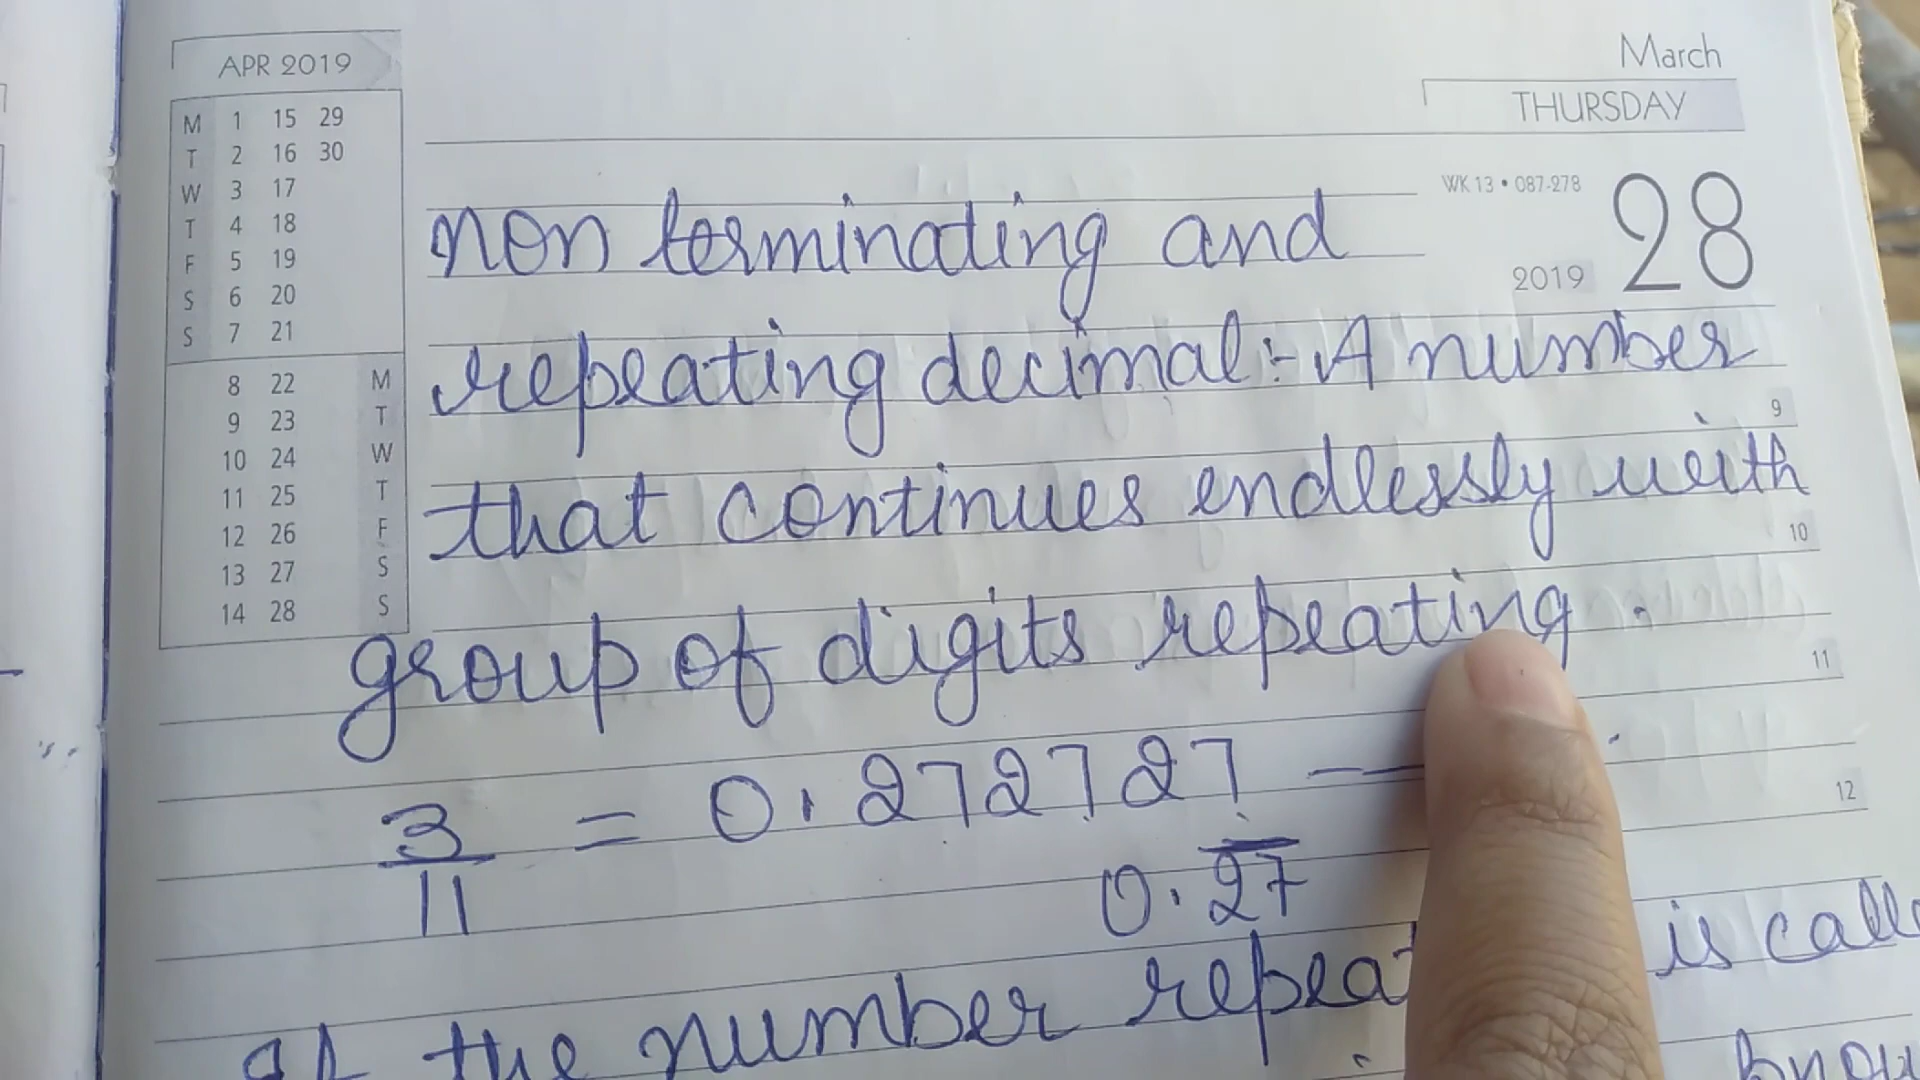 APR 2019
M 1 15 29
T 2 16 30
W 3 17
T 4 18
F 5 19
S 6 20
S 7 21
8 22 M
9 23 T
10 24 W
11 25 T
12 26 F
13 27 S
14 28 S
March
THURSDAY
WK 13 • 087-278
28
2019
non terminating and
repeating decimal:- A number
9
that continues endlessly with
10
group of digits repeating.
11
3/11 = 0.272727 —
12
0.2̅7̅
is
the number